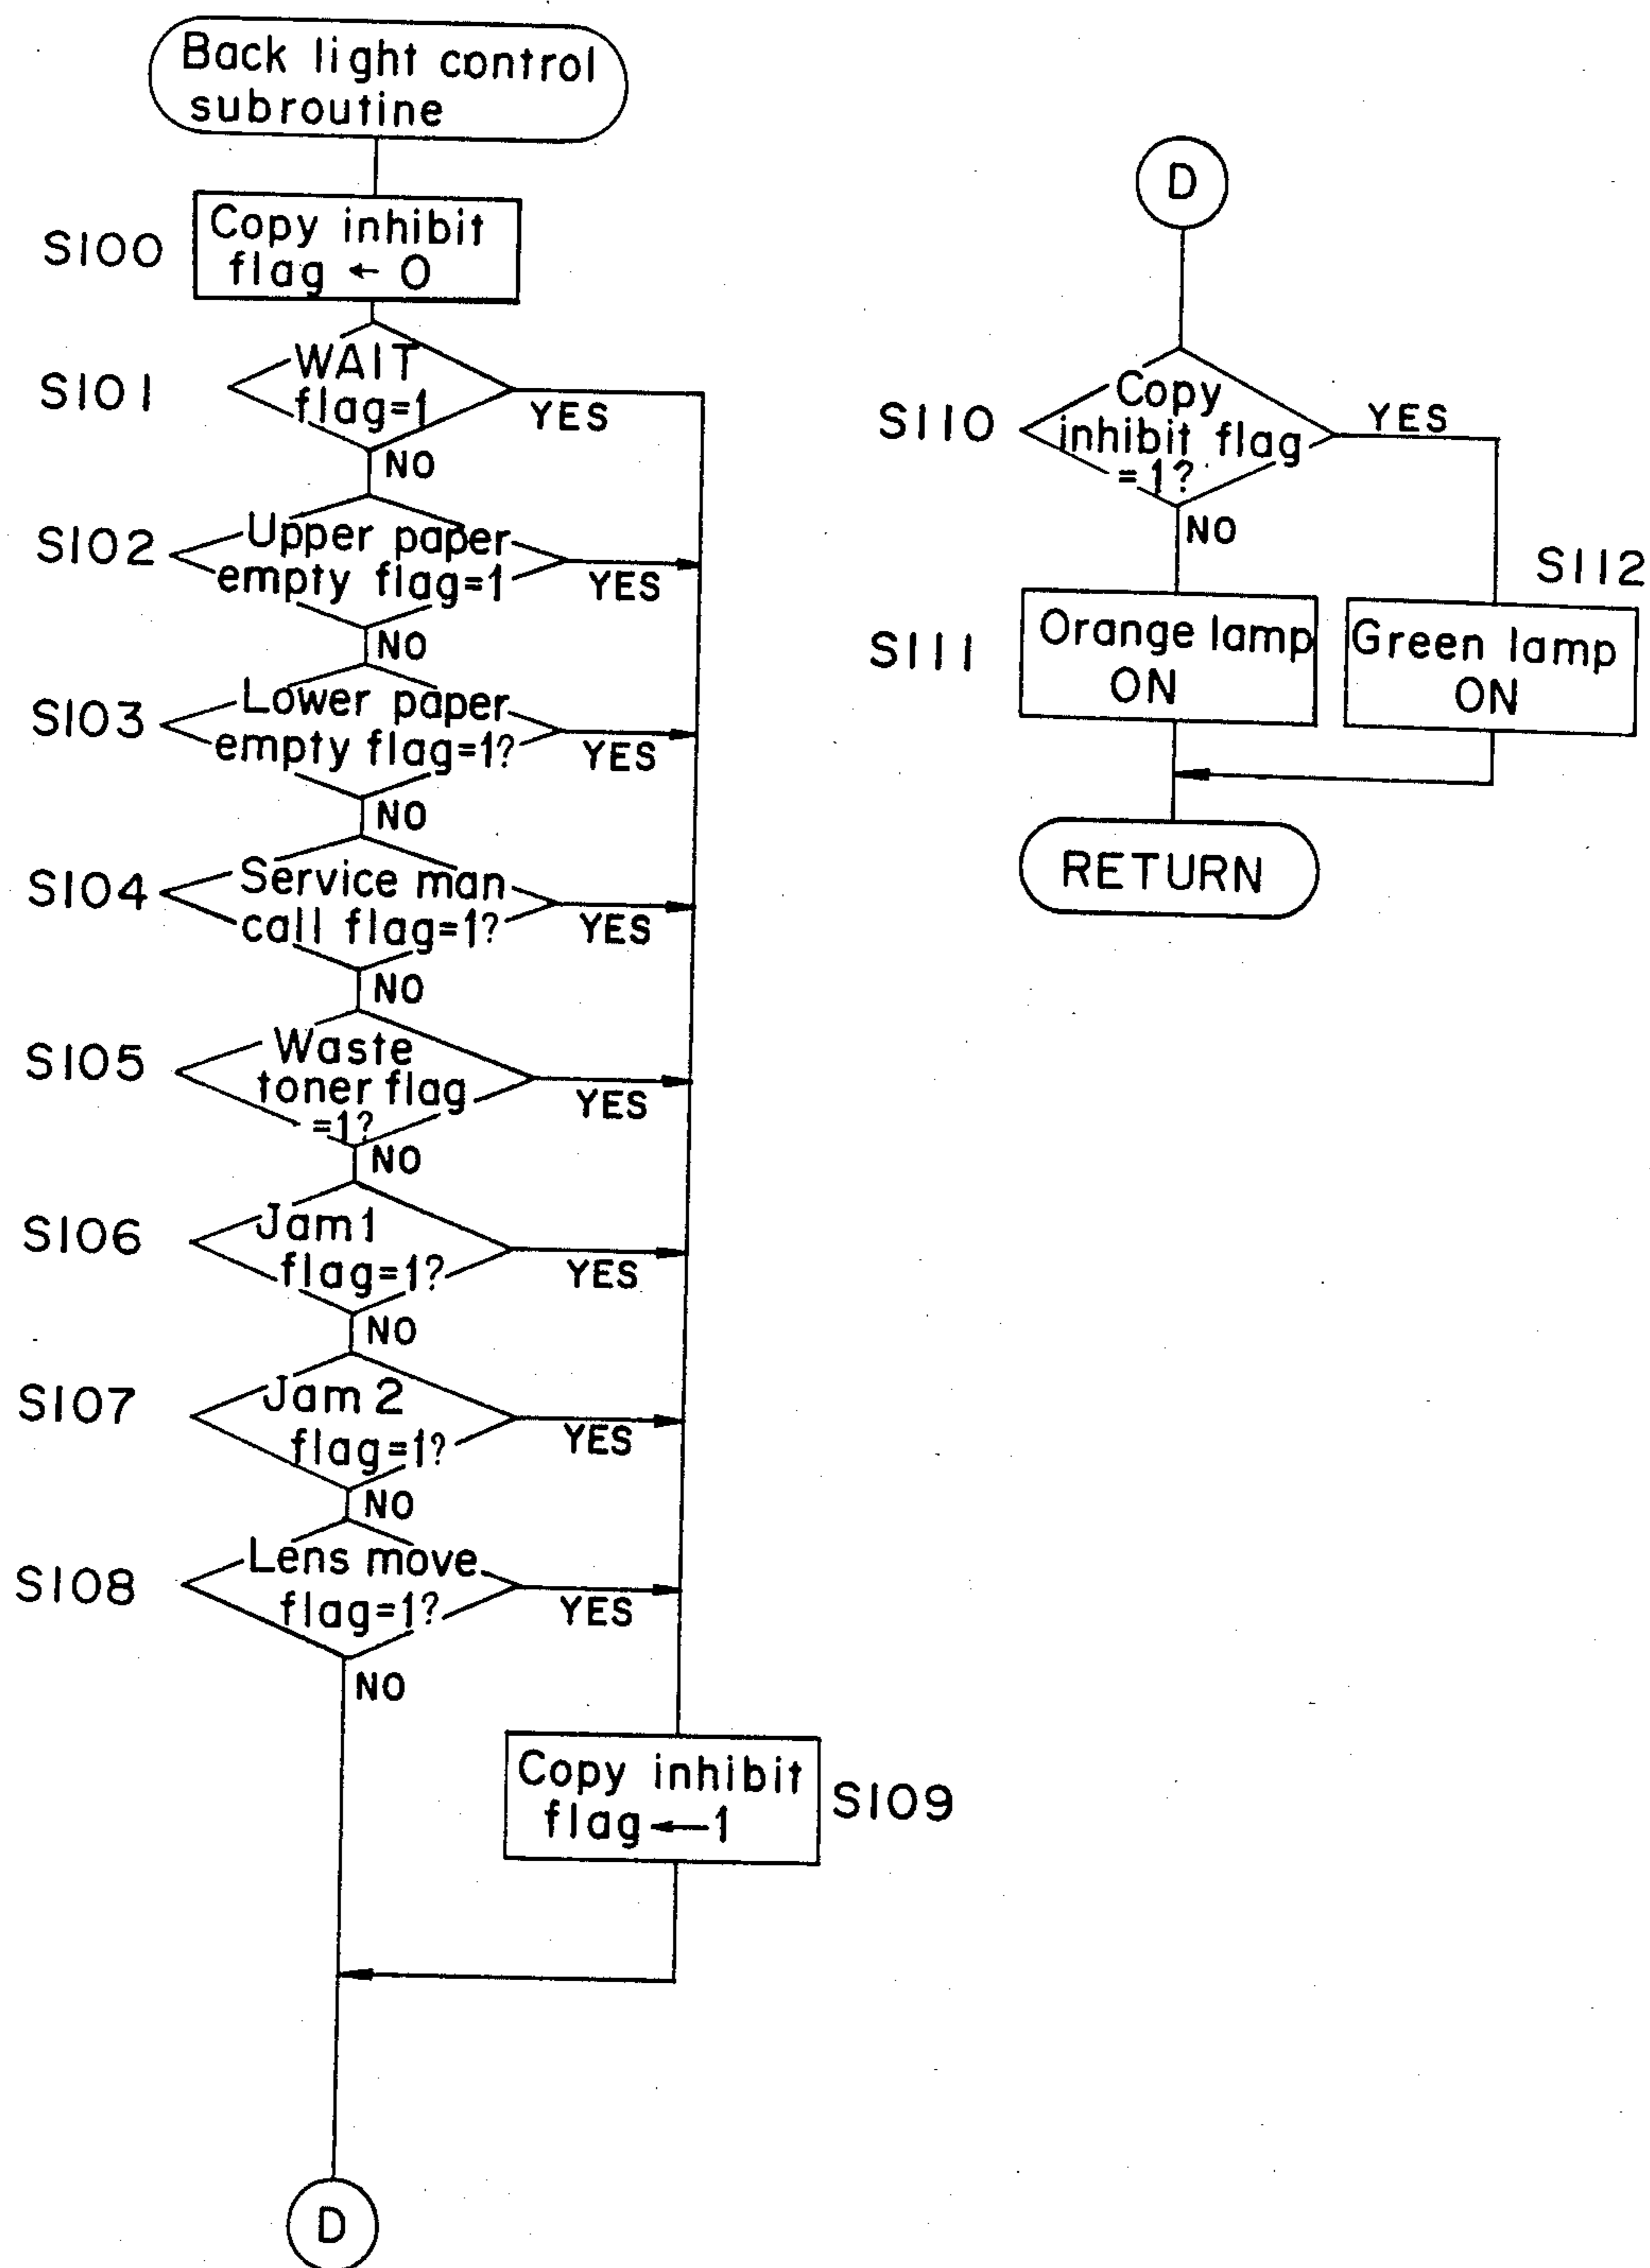 Back light control
subroutine
S100
Copy inhibit
flag ← 0
S101
WAIT
flag=1
YES
NO
S102
Upper paper
empty flag=1
YES
NO
S103
Lower paper
empty flag=1?
YES
NO
S104
Service man
call flag=1?
YES
NO
S105
Waste
toner flag
=1?
YES
NO
S106
Jam1
flag=1?
YES
NO
S107
Jam 2
flag=1?
YES
NO
S108
Lens move
flag=1?
YES
NO
Copy inhibit
flag ← 1
S109
D
D
S110
Copy
inhibit flag
=1?
YES
NO
S111
Orange lamp
ON
S112
Green lamp
ON
RETURN